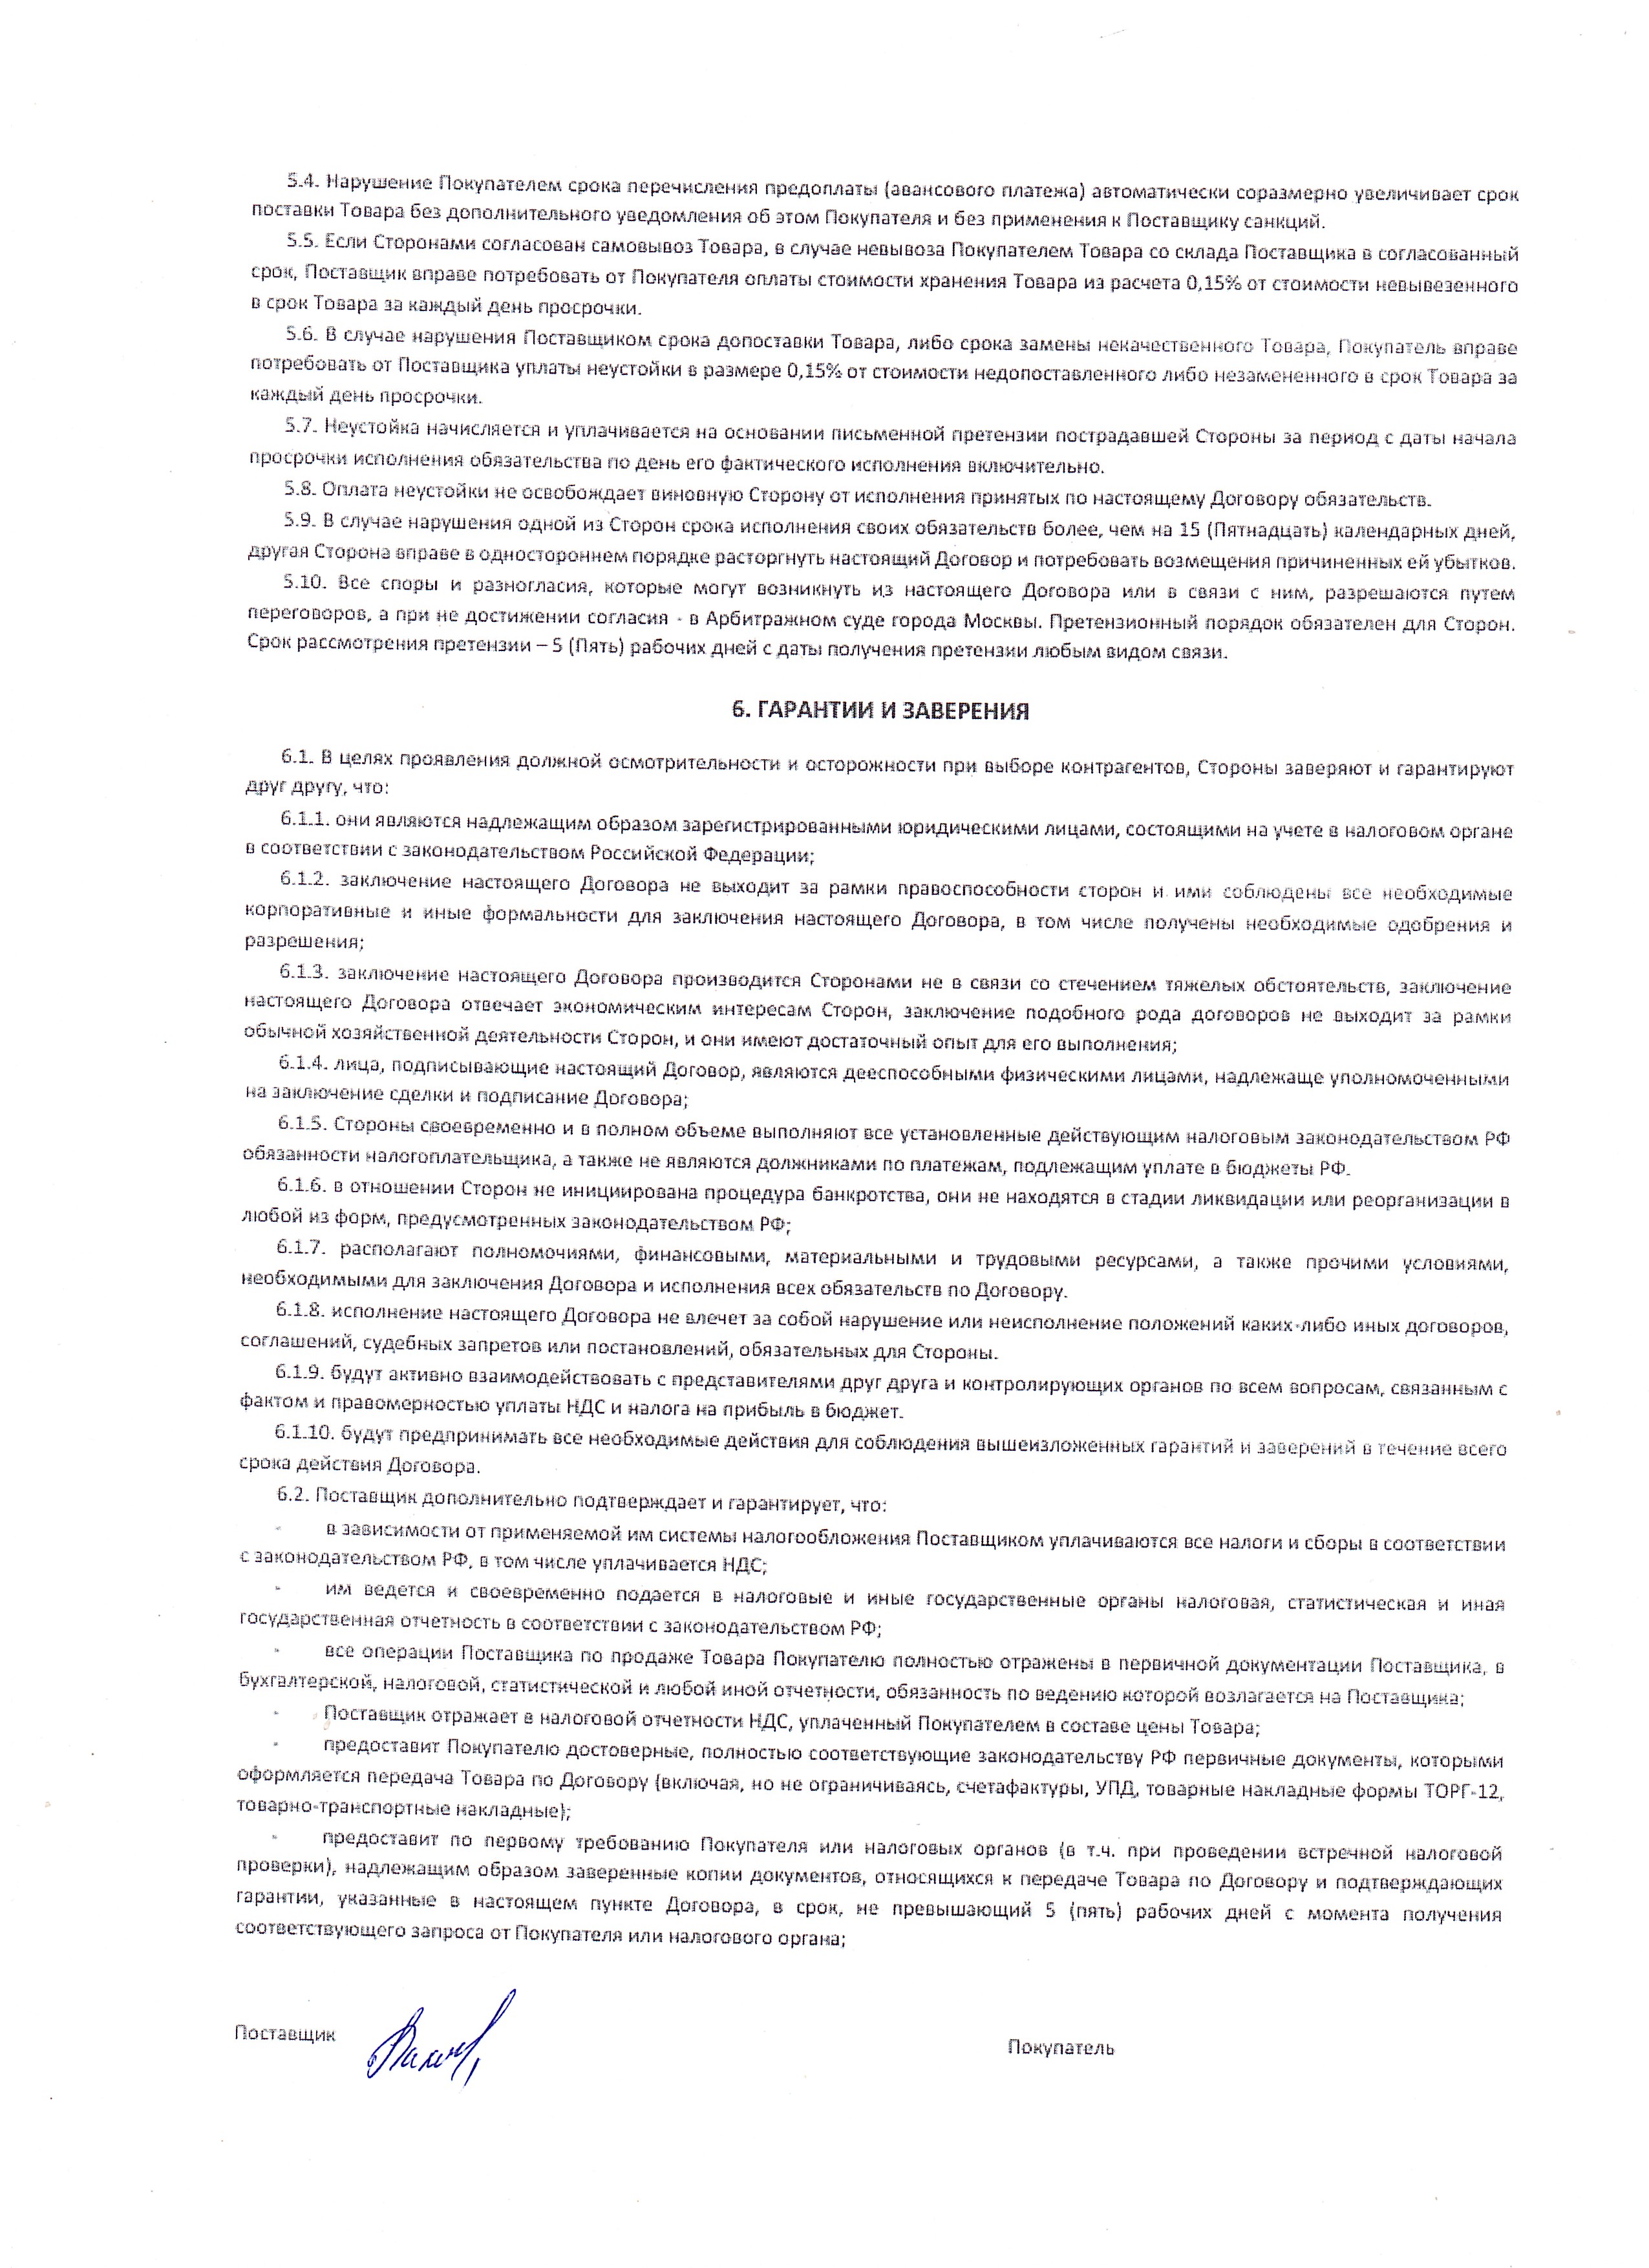 5.4. Нарушение Покупателем срока перечисления предоплаты (авансового платежа) автоматически соразмерно увеличивает срок
поставки Товара без дополнительного уведомления об этом Покупателя и без применения к Поставщику санкций.
5.5. Если Сторонами согласован самовывоз Товара, в случае невывоза Покупателем Товара со склада Поставщика в согласованный
срок, Поставщик вправе потребовать от Покупателя оплаты стоимости хранения Товара из расчета 0,15% от стоимости невывезенного
в срок Товара за каждый день просрочки.
5.6. В случае нарушения Поставщиком срока допоставки Товара, либо срока замены некачественного Товара, Покупатель вправе
потребовать от Поставщика уплаты неустойки в размере 0,15% от стоимости недопоставленного либо незамененного в срок Товара за
каждый день просрочки.
5.7. Неустойка начисляется и уплачивается на основании письменной претензии пострадавшей Стороны за период с даты начала
просрочки исполнения обязательства по день его фактического исполнения включительно.
5.8. Оплата неустойки не освобождает виновную Сторону от исполнения принятых по настоящему Договору обязательств.
5.9. В случае нарушения одной из Сторон срока исполнения своих обязательств более, чем на 15 (Пятнадцать) календарных дней,
другая Сторона вправе в одностороннем порядке расторгнуть настоящий Договор и потребовать возмещения причиненных ей убытков.
5.10. Все споры и разногласия, которые могут возникнуть из настоящего Договора или в связи с ним, разрешаются путем
переговоров, а при не достижении согласия - в Арбитражном суде города Москвы. Претензионный порядок обязателен для Сторон.
Срок рассмотрения претензии – 5 (Пять) рабочих дней с даты получения претензии любым видом связи.
6. ГАРАНТИИ И ЗАВЕРЕНИЯ
6.1. В целях проявления должной осмотрительности и осторожности при выборе контрагентов, Стороны заверяют и гарантируют
друг другу, что:
6.1.1. они являются надлежащим образом зарегистрированными юридическими лицами, состоящими на учете в налоговом органе
в соответствии с законодательством Российской Федерации;
6.1.2. заключение настоящего Договора не выходит за рамки правоспособности сторон и ими соблюдены все необходимые
корпоративные и иные формальности для заключения настоящего Договора, в том числе получены необходимые одобрения и
разрешения;
6.1.3. заключение настоящего Договора производится Сторонами не в связи со стечением тяжелых обстоятельств, заключение
настоящего Договора отвечает экономическим интересам Сторон, заключение подобного рода договоров не выходит за рамки
обычной хозяйственной деятельности Сторон, и они имеют достаточный опыт для его выполнения;
6.1.4. лица, подписывающие настоящий Договор, являются дееспособными физическими лицами, надлежаще уполномоченными
на заключение сделки и подписание Договора;
6.1.5. Стороны своевременно и в полном объеме выполняют все установленные действующим налоговым законодательством РФ
обязанности налогоплательщика, а также не являются должниками по платежам, подлежащим уплате в бюджеты РФ.
6.1.6. в отношении Сторон не инициирована процедура банкротства, они не находятся в стадии ликвидации или реорганизации в
любой из форм, предусмотренных законодательством РФ;
6.1.7. располагают полномочиями, финансовыми, материальными и трудовыми ресурсами, а также прочими условиями,
необходимыми для заключения Договора и исполнения всех обязательств по Договору.
6.1.8. исполнение настоящего Договора не влечет за собой нарушение или неисполнение положений каких-либо иных договоров,
соглашений, судебных запретов или постановлений, обязательных для Стороны.
6.1.9. будут активно взаимодействовать с представителями друг друга и контролирующих органов по всем вопросам, связанным с
фактом и правомерностью уплаты НДС и налога на прибыль в бюджет.
6.1.10. будут предпринимать все необходимые действия для соблюдения вышеизложенных гарантий и заверений в течение всего
срока действия Договора.
6.2. Поставщик дополнительно подтверждает и гарантирует, что:
- в зависимости от применяемой им системы налогообложения Поставщиком уплачиваются все налоги и сборы в соответствии
с законодательством РФ, в том числе уплачивается НДС;
- им ведется и своевременно подается в налоговые и иные государственные органы налоговая, статистическая и иная
государственная отчетность в соответствии с законодательством РФ;
- все операции Поставщика по продаже Товара Покупателю полностью отражены в первичной документации Поставщика, в
бухгалтерской, налоговой, статистической и любой иной отчетности, обязанность по ведению которой возлагается на Поставщика;
- Поставщик отражает в налоговой отчетности НДС, уплаченный Покупателем в составе цены Товара;
- предоставит Покупателю достоверные, полностью соответствующие законодательству РФ первичные документы, которыми
оформляется передача Товара по Договору (включая, но не ограничиваясь, счетафактуры, УПД, товарные накладные формы ТОРГ-12,
товарно-транспортные накладные);
- предоставит по первому требованию Покупателя или налоговых органов (в т.ч. при проведении встречной налоговой
проверки), надлежащим образом заверенные копии документов, относящихся к передаче Товара по Договору и подтверждающих
гарантии, указанные в настоящем пункте Договора, в срок, не превышающий 5 (пять) рабочих дней с момента получения
соответствующего запроса от Покупателя или налогового органа;
Поставщик
Покупатель